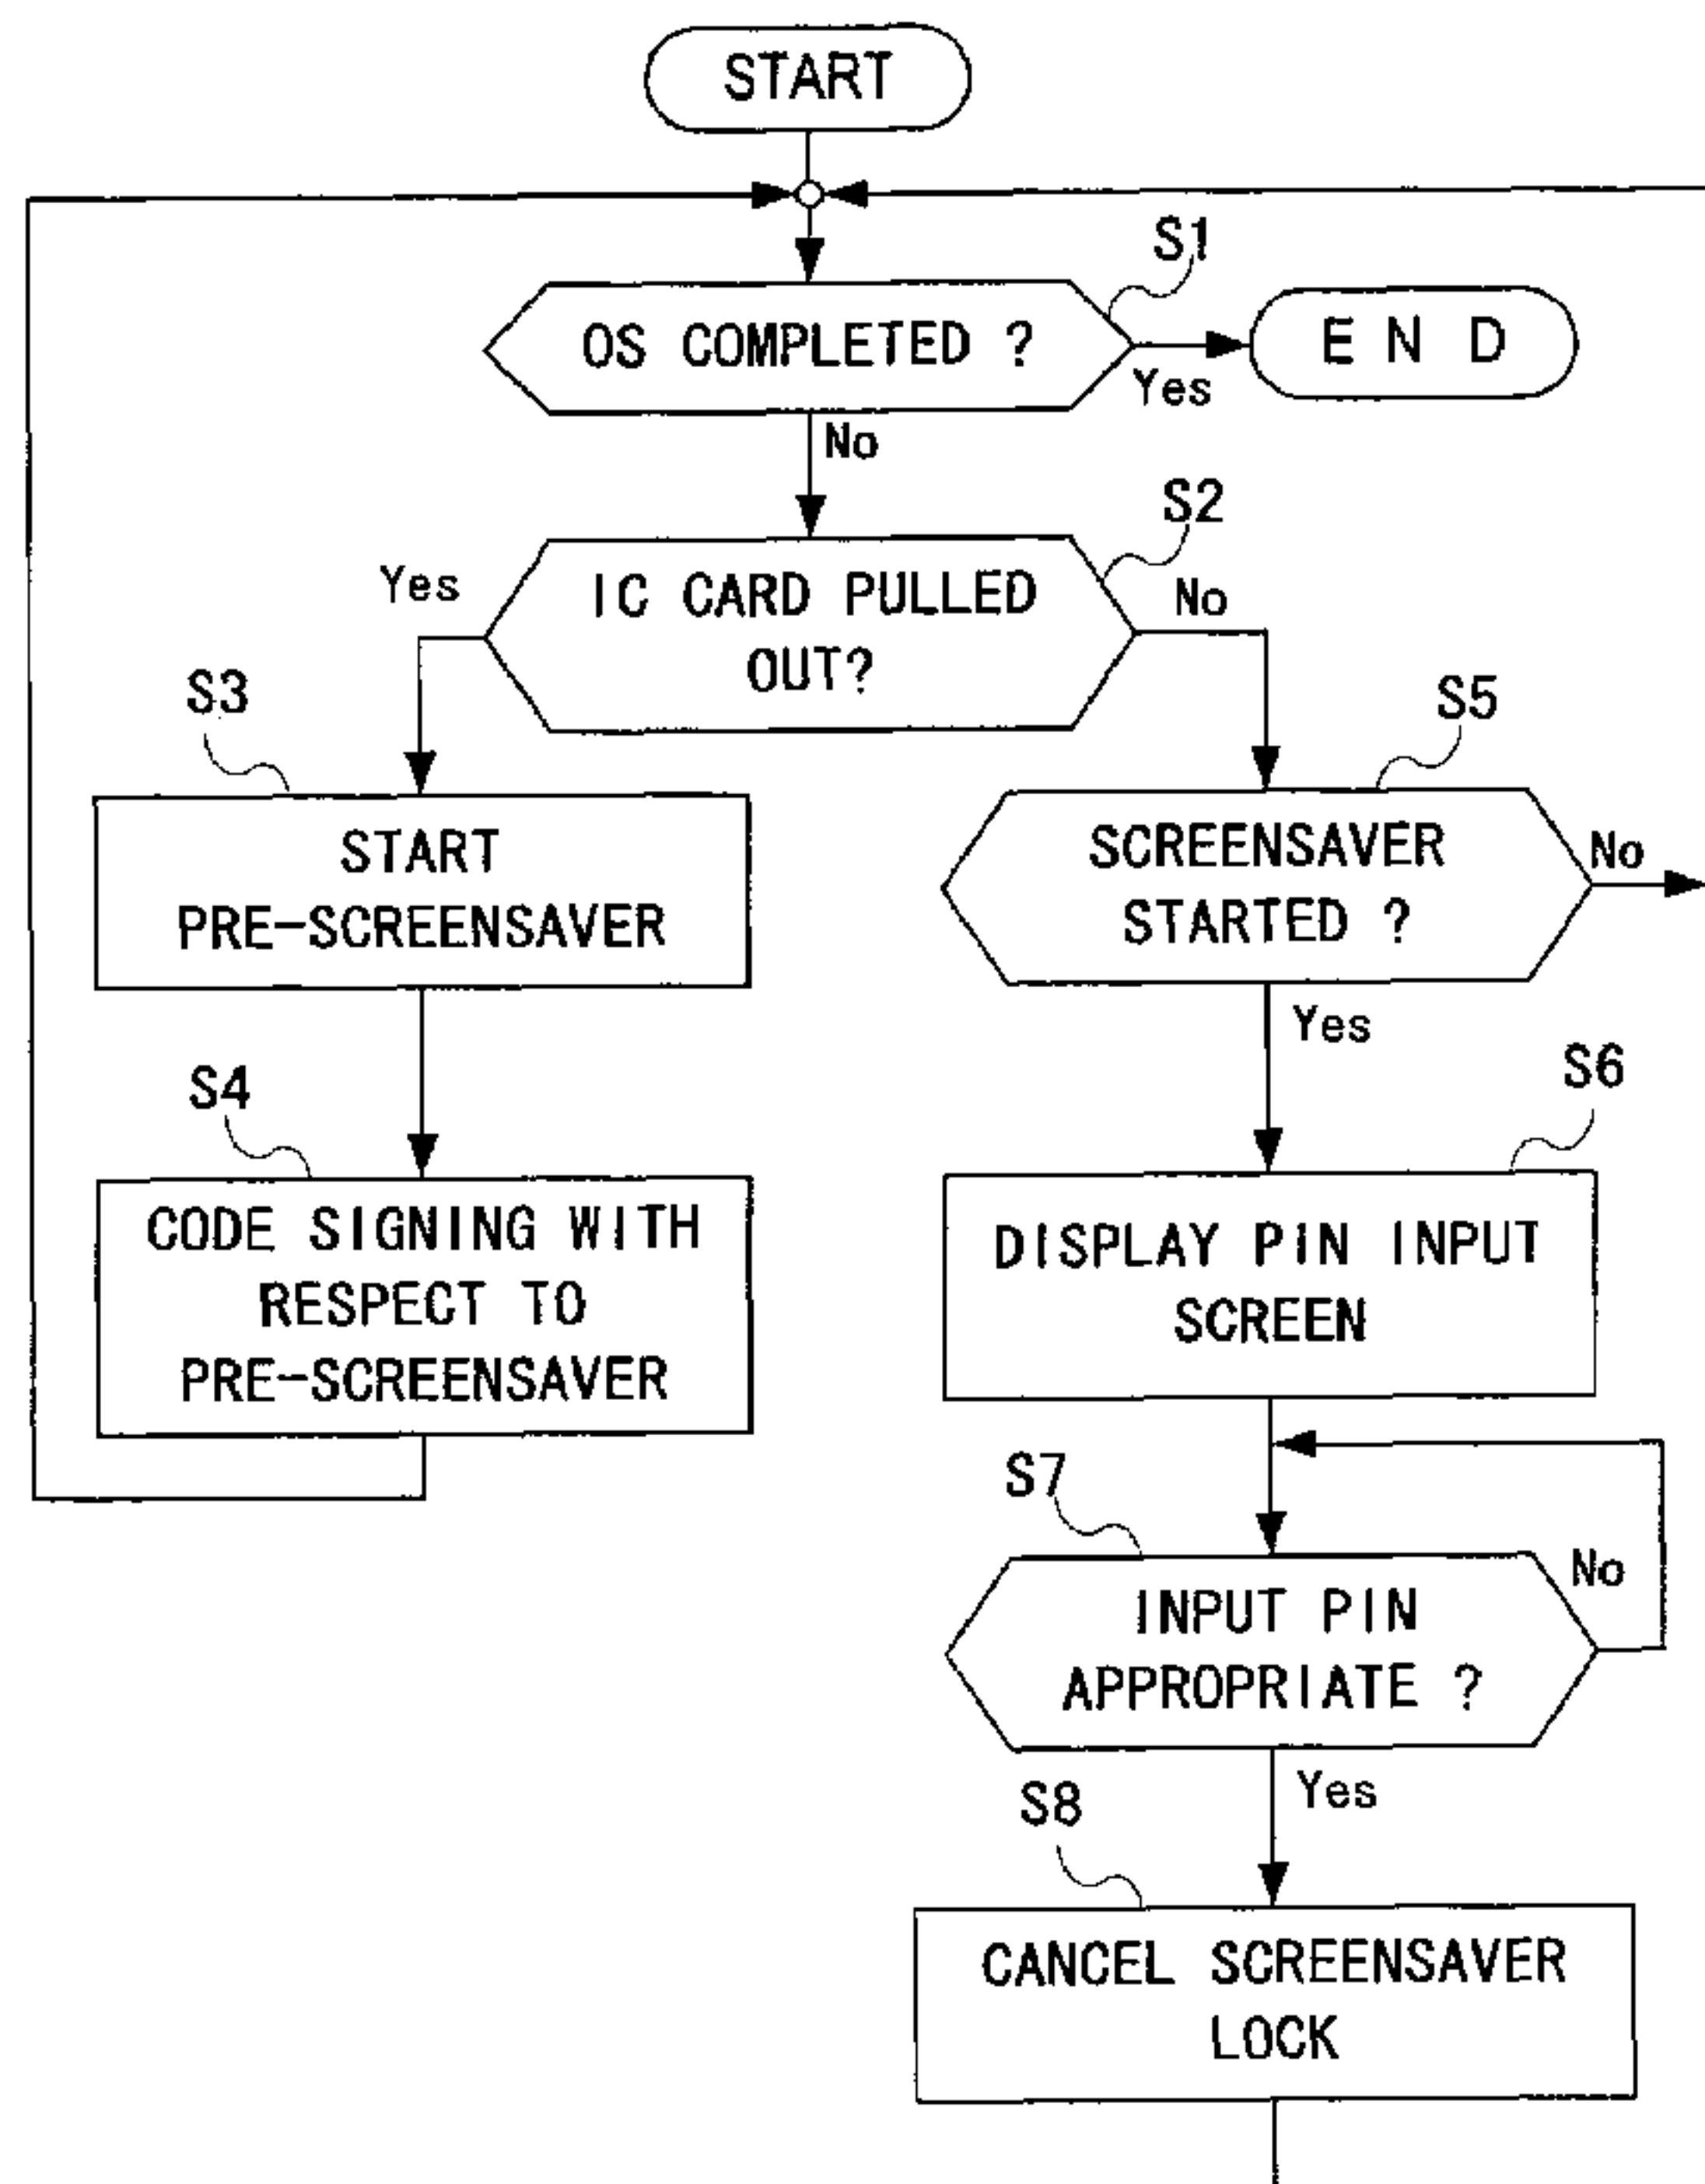 START
S1
OS COMPLETED ?
E N D
Yes
No
S2
Yes
IC CARD PULLED
OUT?
No
S3
S5
START
PRE-SCREENSAVER
SCREENSAVER
STARTED ?
No
Yes
S4
S6
CODE SIGNING WITH
RESPECT TO
PRE-SCREENSAVER
DISPLAY PIN INPUT
SCREEN
S7
INPUT PIN
APPROPRIATE ?
No
Yes
S8
CANCEL SCREENSAVER
LOCK